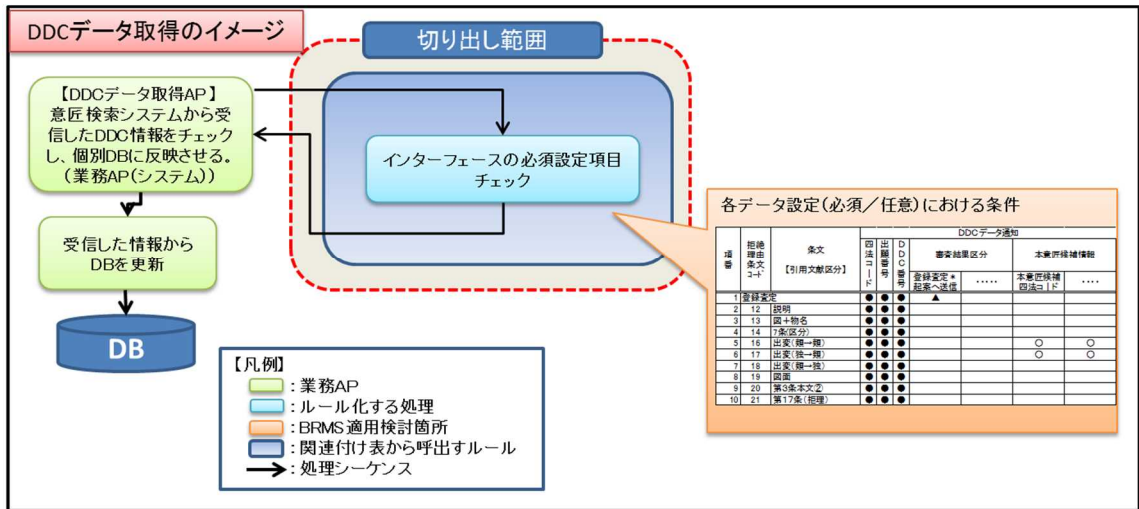 DDCデータ取得のイメージ
切り出し範囲
【DDCデータ取得AP】
意匠検索システムから受
信したDDC情報をチェック
し、個別DBに反映させる。
(業務AP(システム))
インターフェースの必須設定項目
チェック
受信した情報から
DBを更新
DB
【凡例】
:業務AP
:ルール化する処理
:BRMS適用検討箇所
:関連付け表から呼出すルール
:処理シーケンス
各データ設定(必須/任意)における条件
DDCデータ通知
項番
拒絶理由条文コード
条文
【引用文献区分】
四法コード
出願番号
DDC番号
審査結果区分
本意匠候補情報
登録査定*
起案へ送信
‥‥‥
本意匠候補
四法コード
‥‥
1 登録査定 ● ● ● ▲
2 12 説明 ● ● ●
3 13 図+物名 ● ● ●
4 14 7条(区分) ● ● ●
5 16 出変(類→類) ● ● ● ○ ○
6 17 出変(独→類) ● ● ● ○ ○
7 18 出変(類→独) ● ● ●
8 19 図面 ● ● ●
9 20 第3条本文② ● ● ●
10 21 第17条(拒理) ● ● ●